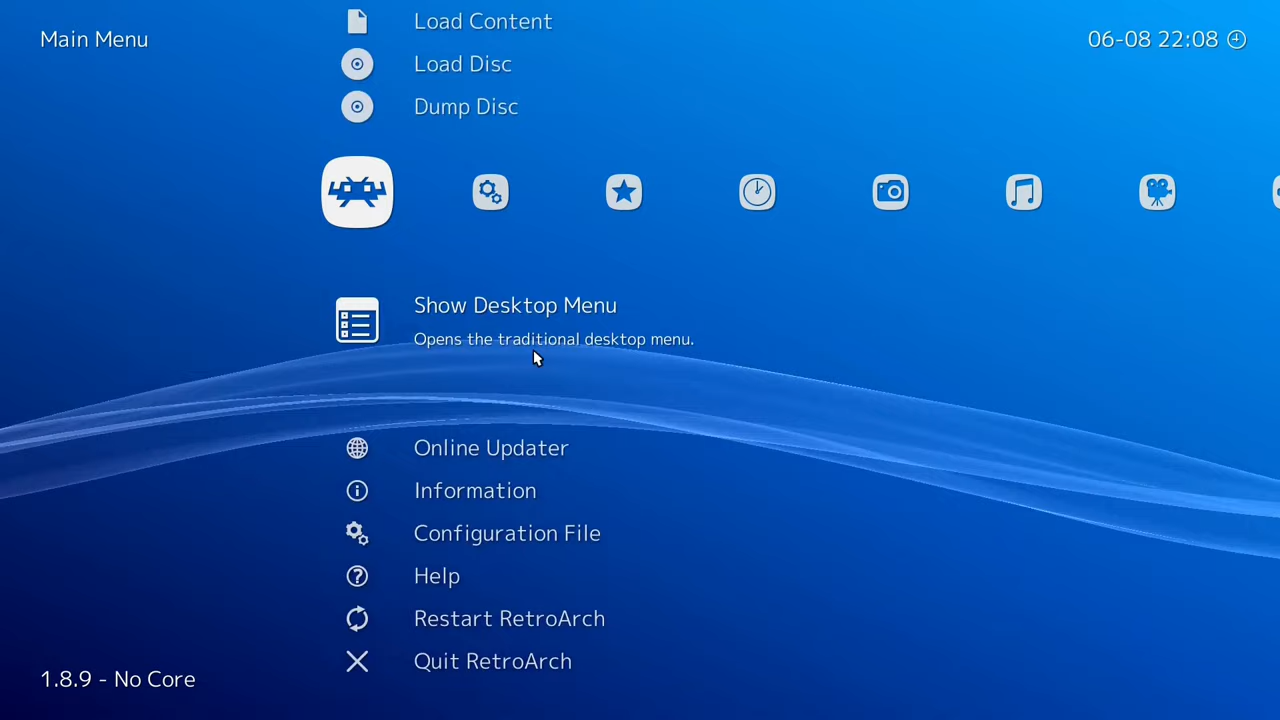 Load Content
Main Menu
06-08 22:08
Load Disc
Dump Disc
Show Desktop Menu
Opens the traditional desktop menu.
Online Updater
Information
Configuration File
Help
Restart RetroArch
Quit RetroArch
1.8.9 - No Core